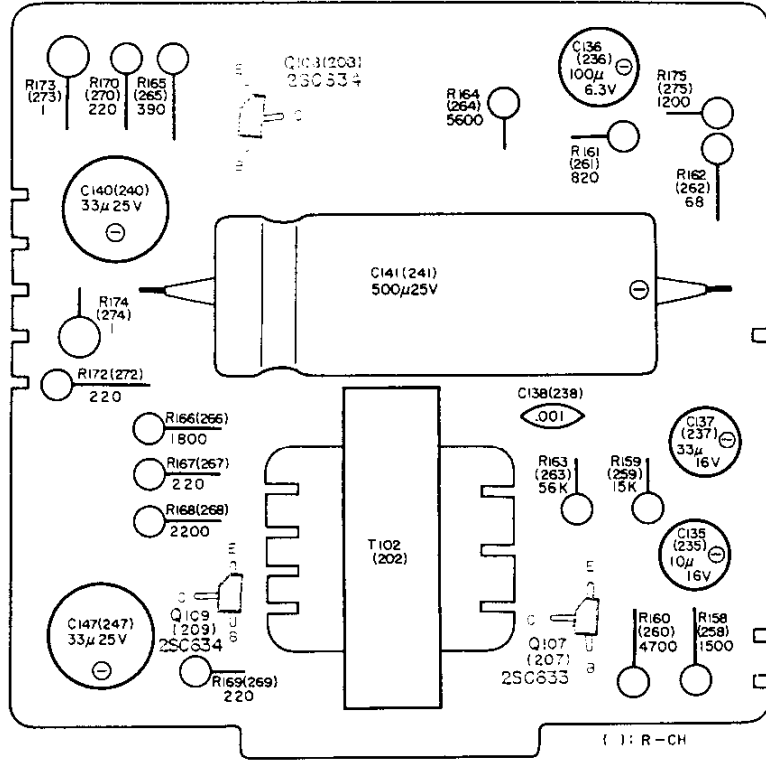 R173
(273)
1
R170
(270)
220
R165
(265)
390
E
Q108(208)
2SC634
C
B
R164
(264)
5600
C136
(236)
100μ
6.3V
⊖
R175
(275)
1200
R161
(261)
820
R162
(262)
68
C140(240)
33μ25V
⊖
C141(241)
500μ25V
⊖
R174
(274)
1
R172(272)
220
R166(266)
1800
R167(267)
220
R168(268)
2200
C138(238)
.001
C137
(237)
33μ
16V
⊖
R163
(263)
56K
R159
(259)
15K
T102
(202)
C135
(235)
10μ
16V
⊖
E
C
B
Q109
(209)
2SC634
E
C
B
Q107
(207)
2SC633
C147(247)
33μ25V
⊖
R169(269)
220
R160
(260)
4700
R158
(258)
1500
( ): R-CH